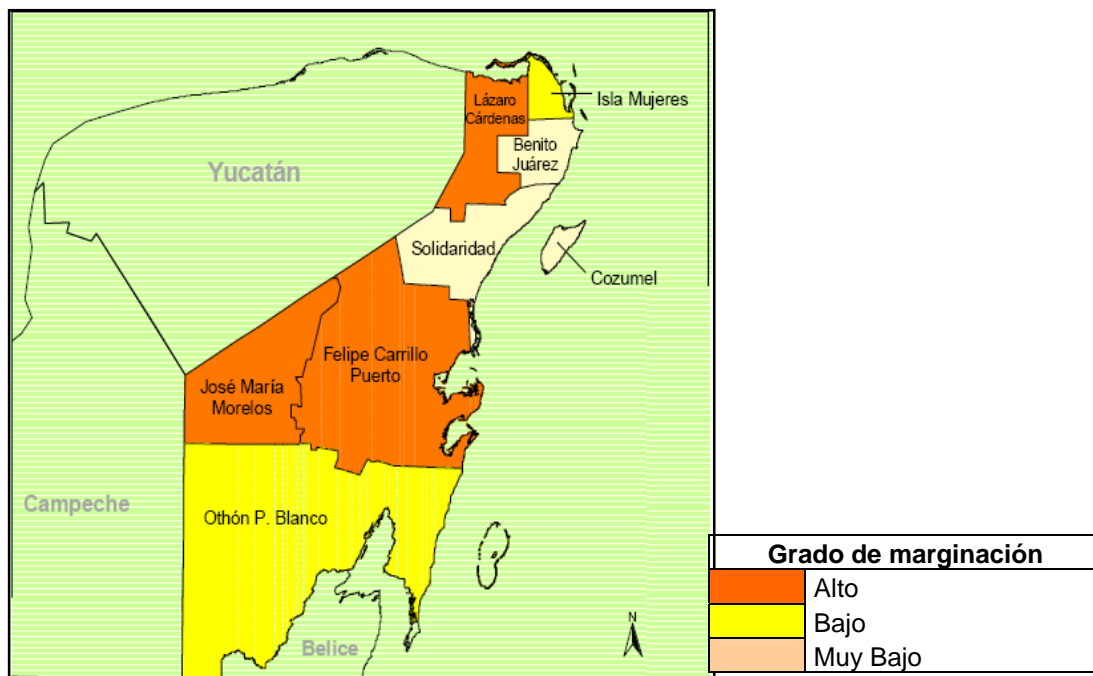 Lázaro
Cárdenas
Isla Mujeres
Benito
Juárez
Yucatán
Solidaridad
Cozumel
Felipe Carrillo
Puerto
José María
Morelos
Campeche
Othón P. Blanco
Belice
N
Grado de marginación
Alto
Bajo
Muy Bajo